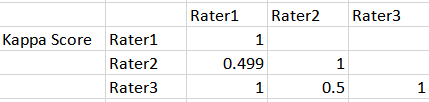 Rater1 Rater2 Rater3
Kappa Score Rater1 1
Rater2 0.499 1
Rater3 1 0.5 1